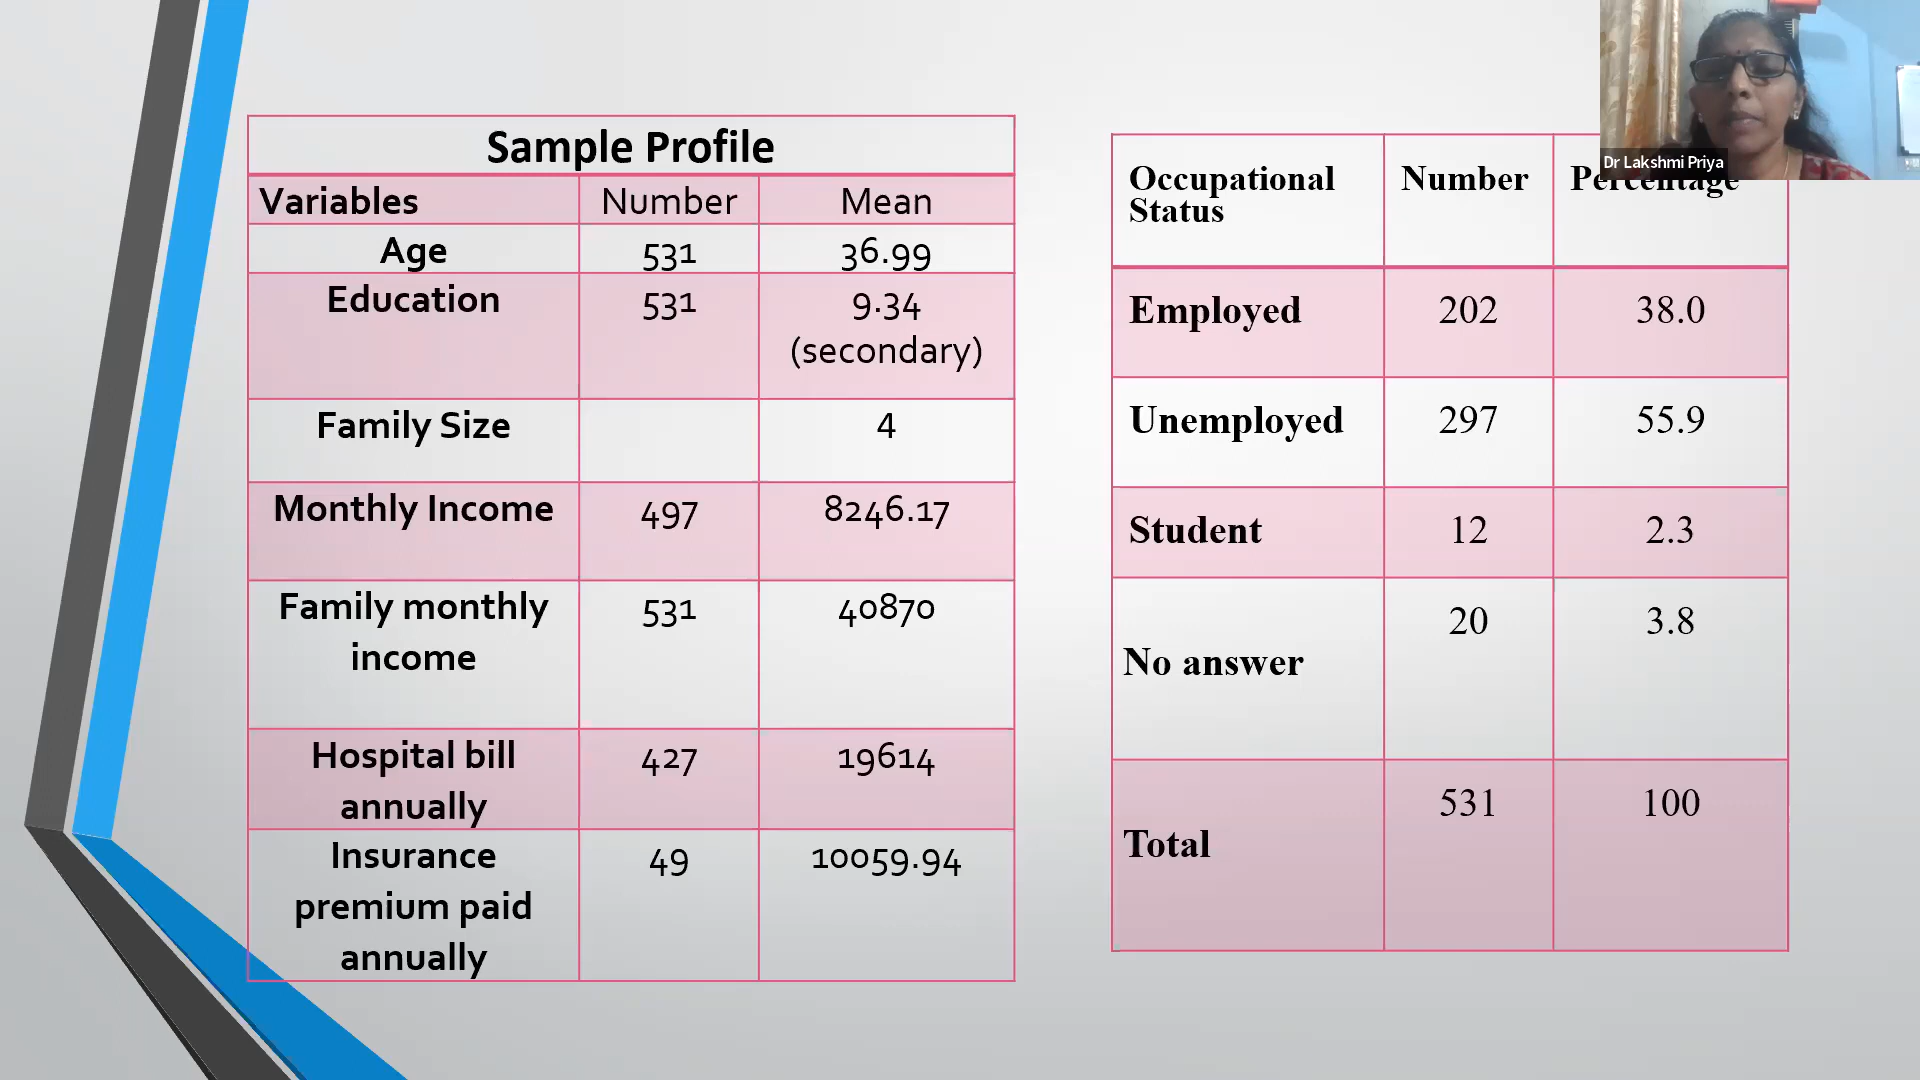 Sample Profile
Variables Number Mean
Age 531 36.99
Education 531 9.34
(secondary)
Family Size 4
Monthly Income 497 8246.17
Family monthly 531 40870
income
Hospital bill 427 19614
annually
Insurance 49 10059.94
premium paid
annually
Occupational Number Percentage
Status
Employed 202 38.0
Unemployed 297 55.9
Student 12 2.3
No answer 20 3.8
Total 531 100
Dr Lakshmi Priya